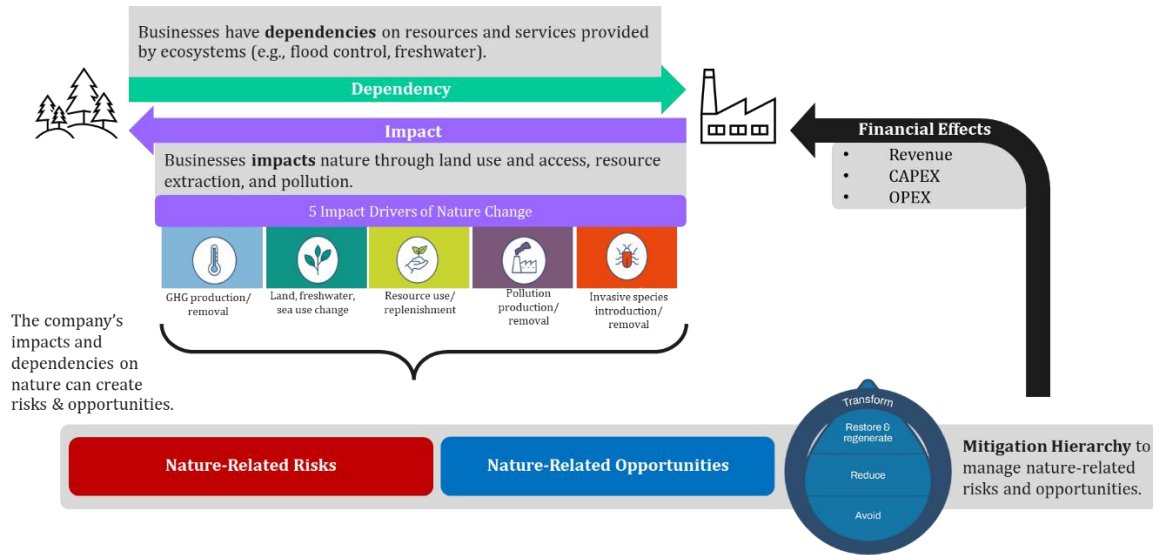 Businesses have dependencies on resources and services provided
by ecosystems (e.g., flood control, freshwater).
Dependency
Impact
Businesses impacts nature through land use and access, resource
extraction, and pollution.
5 Impact Drivers of Nature Change
GHG production/
removal
Land, freshwater,
sea use change
Resource use/
replenishment
Pollution
production/
removal
Invasive species
introduction/
removal
Financial Effects
• Revenue
• CAPEX
• OPEX
The company's
impacts and
dependencies on
nature can create
risks & opportunities.
Nature-Related Risks
Nature-Related Opportunities
Transform
Restore &
regenerate
Reduce
Avoid
Mitigation Hierarchy to
manage nature-related
risks and opportunities.